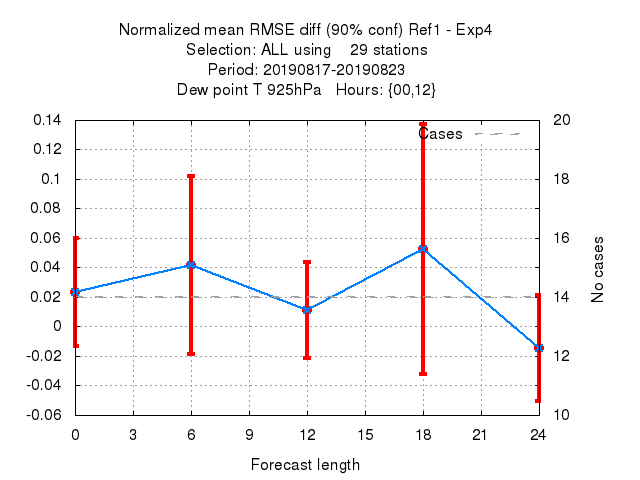 Normalized mean RMSE diff (90% conf) Ref1 - Exp4
Selection: ALL using    29 stations
Period: 20190817-20190823
Dew point T 925hPa   Hours: {00,12}
Cases
0.14
0.12
0.1
0.08
0.06
0.04
0.02
0
-0.02
-0.04
-0.06
20
18
16
14
12
10
No cases
0 3 6 9 12 15 18 21 24
Forecast length